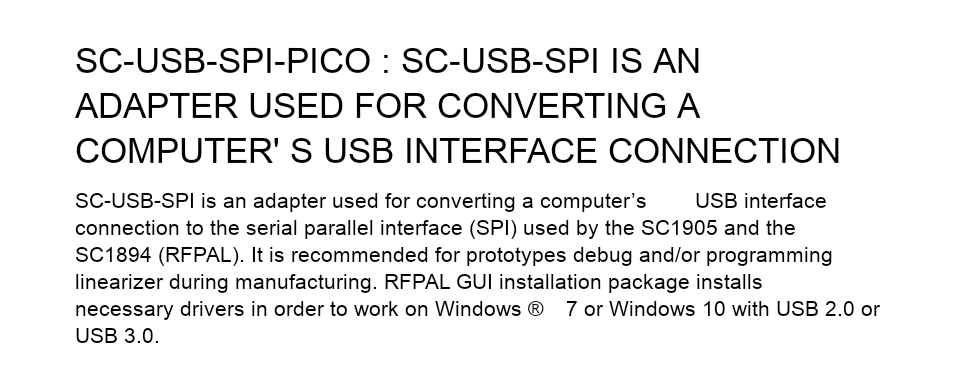 SC-USB-SPI-PICO : SC-USB-SPI IS AN
ADAPTER USED FOR CONVERTING A
COMPUTER' S USB INTERFACE CONNECTION
SC-USB-SPI is an adapter used for converting a computer’s USB interface
connection to the serial parallel interface (SPI) used by the SC1905 and the
SC1894 (RFPAL). It is recommended for prototypes debug and/or programming
linearizer during manufacturing. RFPAL GUI installation package installs
necessary drivers in order to work on Windows ® 7 or Windows 10 with USB 2.0 or
USB 3.0.